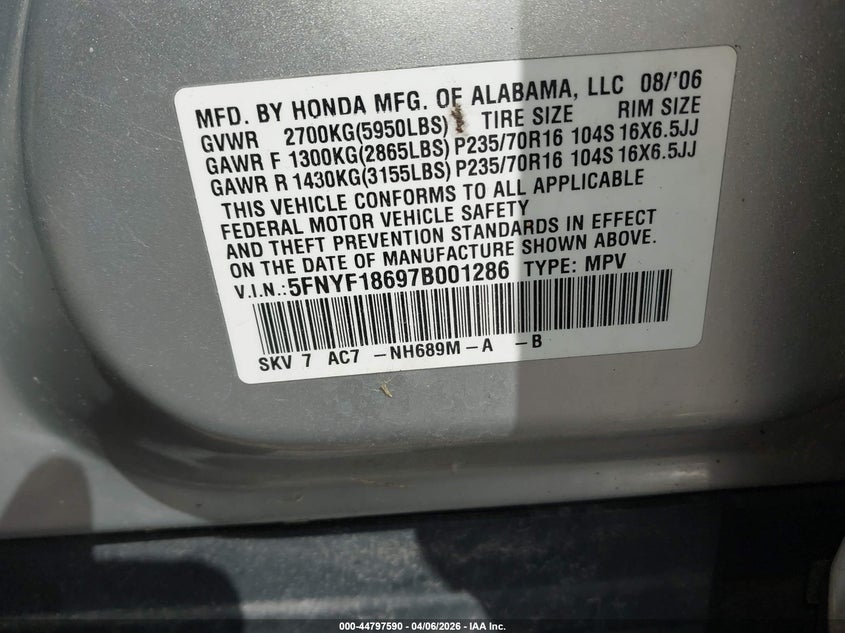 MFD. BY HONDA MFG. OF ALABAMA, LLC 08/'06
GVWR 2700KG(5950LBS) TIRE SIZE RIM SIZE
GAWR F 1300KG(2865LBS) P235/70R16 104S 16X6.5JJ
GAWR R 1430KG(3155LBS) P235/70R16 104S 16X6.5JJ
THIS VEHICLE CONFORMS TO ALL APPLICABLE
FEDERAL MOTOR VEHICLE SAFETY
AND THEFT PREVENTION STANDARDS IN EFFECT
ON THE DATE OF MANUFACTURE SHOWN ABOVE.
V.I.N.:5FNYF18697B001286 TYPE: MPV
SKV 7 AC7 -NH689M-A -B
000-44797590 - 04/06/2026 - IAA Inc.